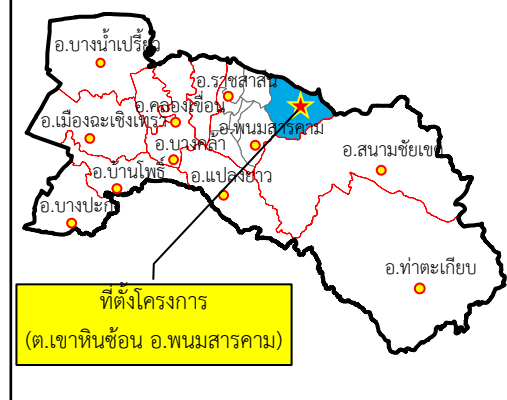 อ.บางน้ำเปรี้ยว
อ.ราชสาส์น
อ.คลองเขื่อน
อ.เมืองฉะเชิงเทรา
อ.พนมสารคาม
อ.บางคล้า
อ.สนามชัยเขต
อ.บ้านโพธิ์
อ.แปลงยาว
อ.บางปะกง
อ.ท่าตะเกียบ
ที่ตั้งโครงการ
(ต.เขาหินซ้อน อ.พนมสารคาม)